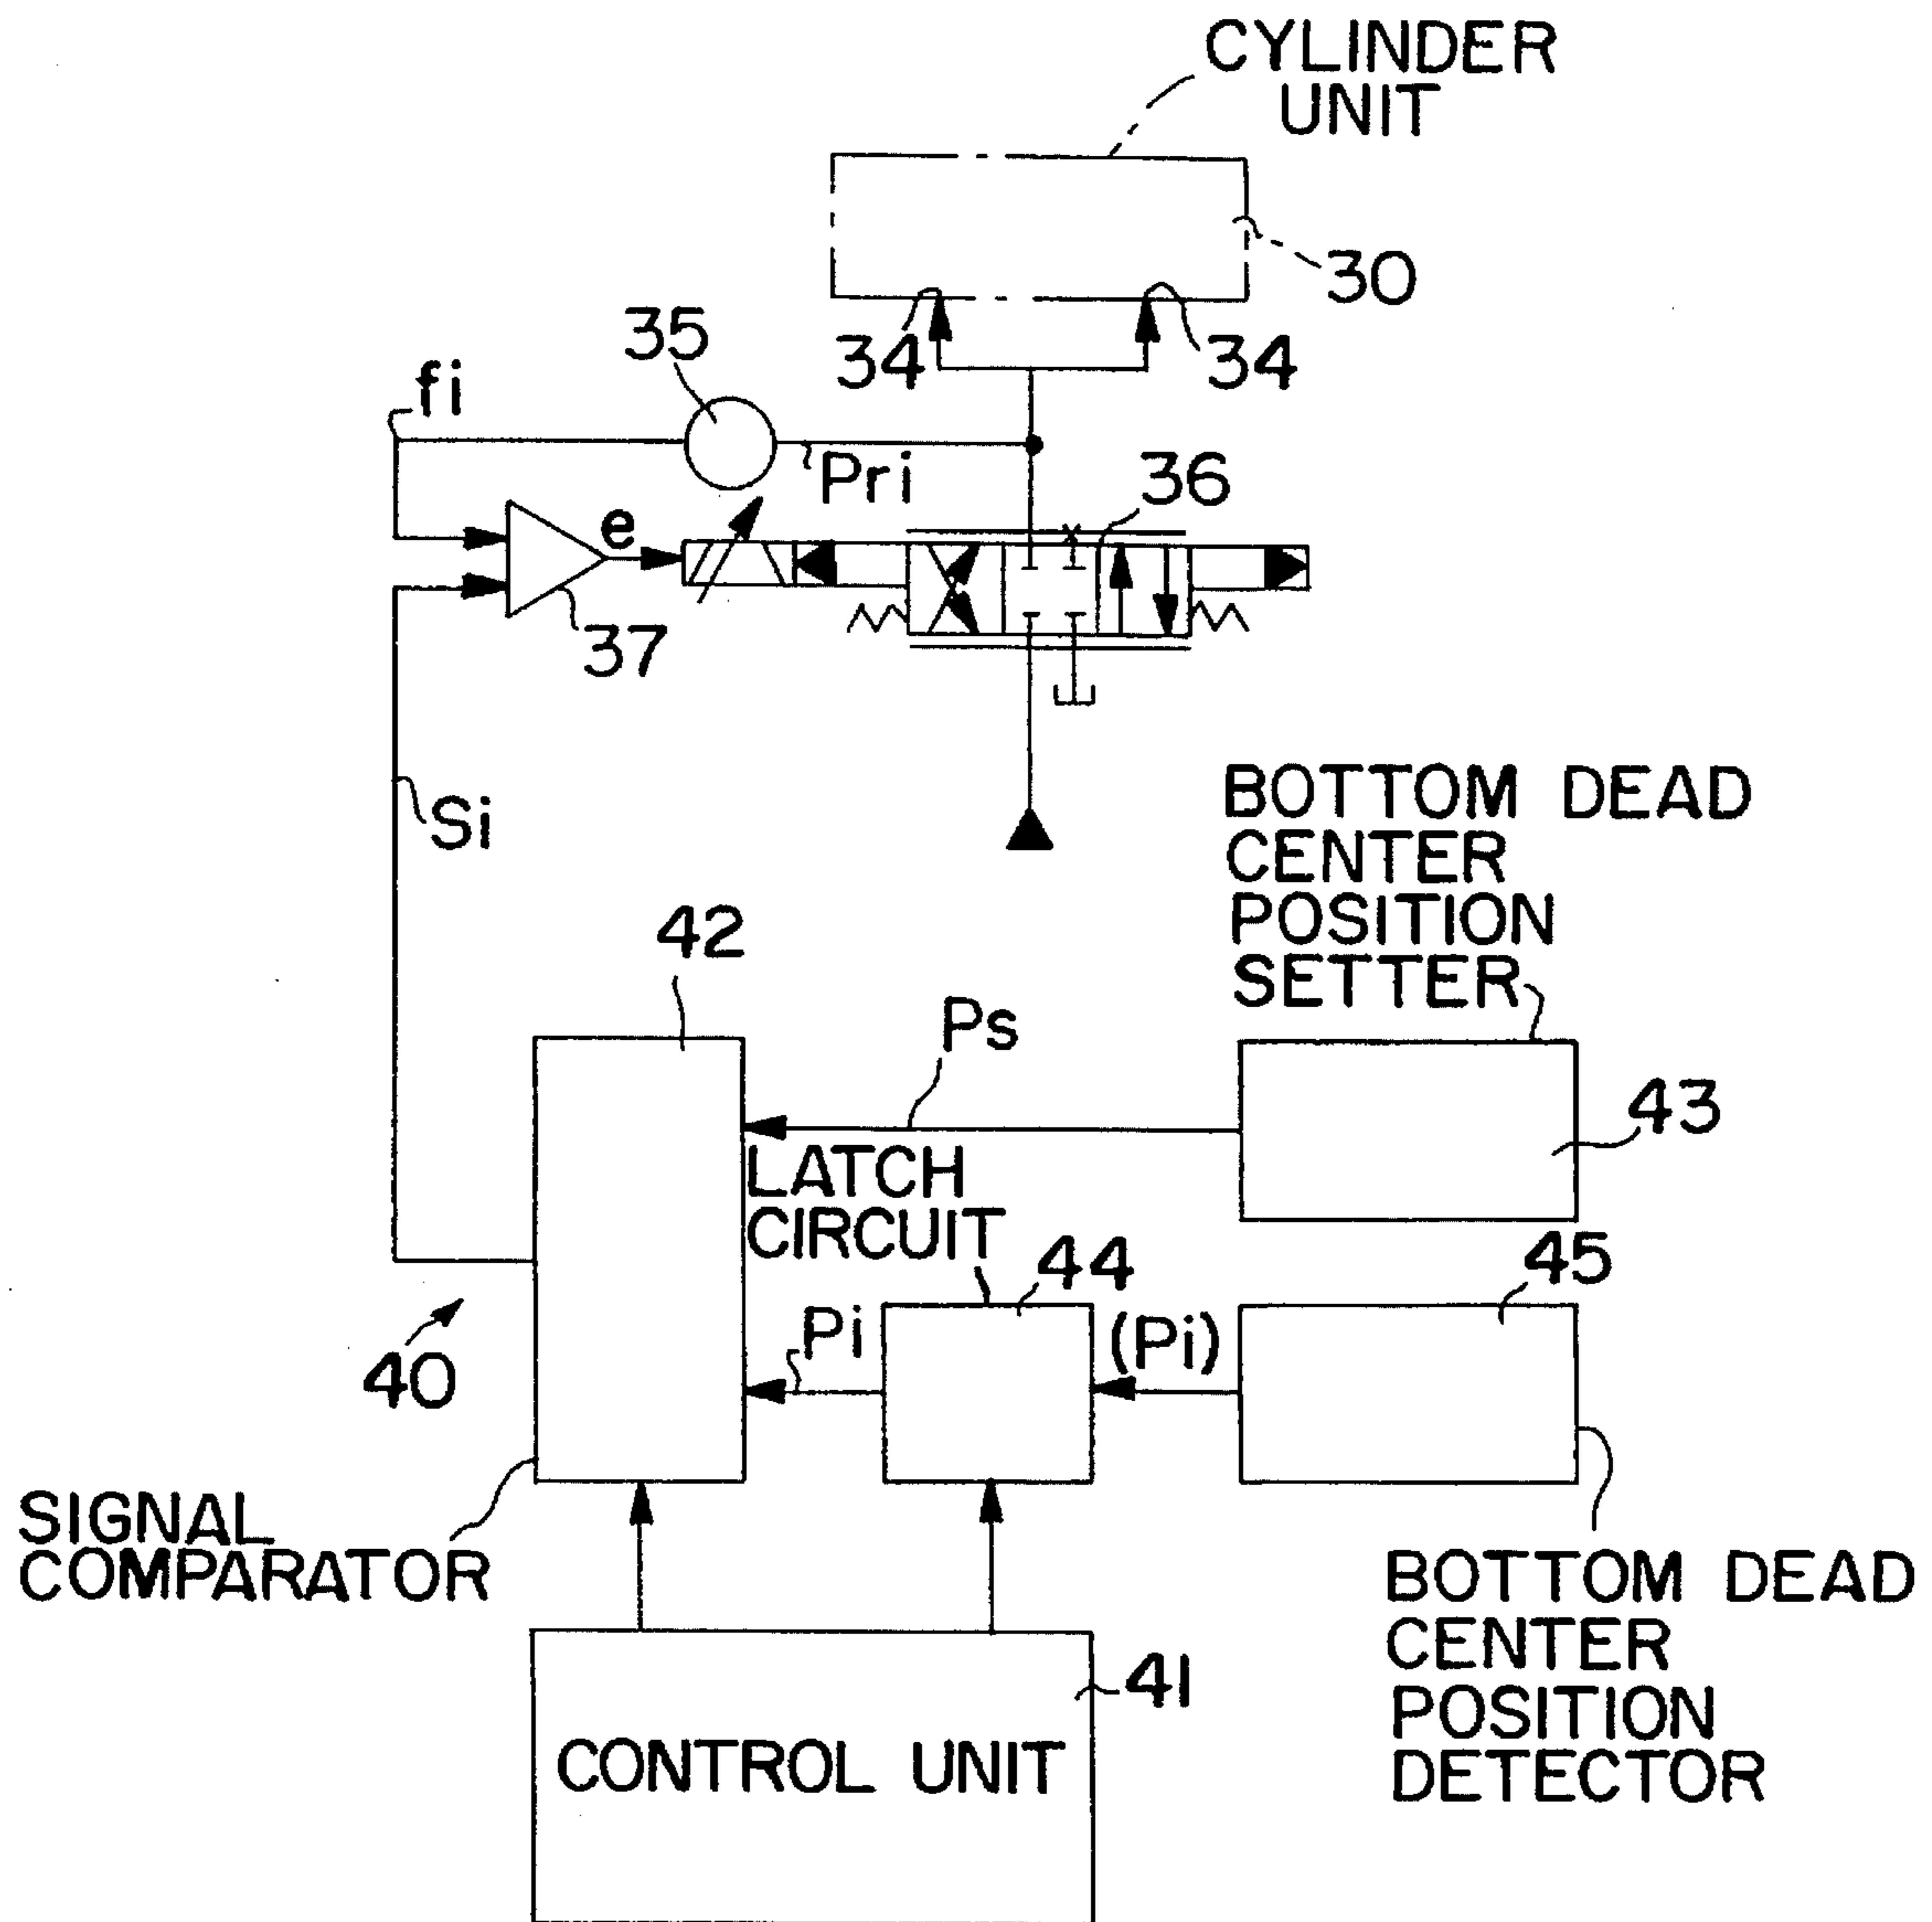 CYLINDER
UNIT
30
34
34
35
fi
Pri
36
e
37
Si
BOTTOM DEAD
CENTER
POSITION
SETTER
42
Ps
43
LATCH
CIRCUIT
44
45
Pi
(Pi)
40
SIGNAL
COMPARATOR
BOTTOM DEAD
CENTER
POSITION
DETECTOR
41
CONTROL UNIT